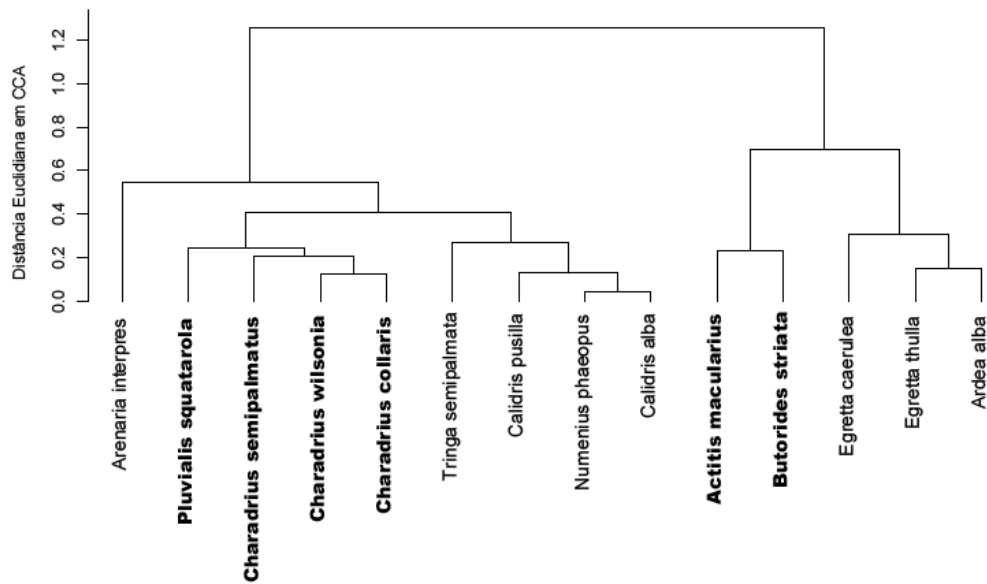 Distância Euclidiana em CCA
1.2
1.0
0.8
0.6
0.4
0.2
0.0
Arenaria interpres
Pluvialis squatarola
Charadrius semipalmatus
Charadrius wilsonia
Charadrius collaris
Tringa semipalmata
Calidris pusilla
Numenius phaeopus
Calidris alba
Actitis macularius
Butorides striata
Egretta caerulea
Egretta thulla
Ardea alba